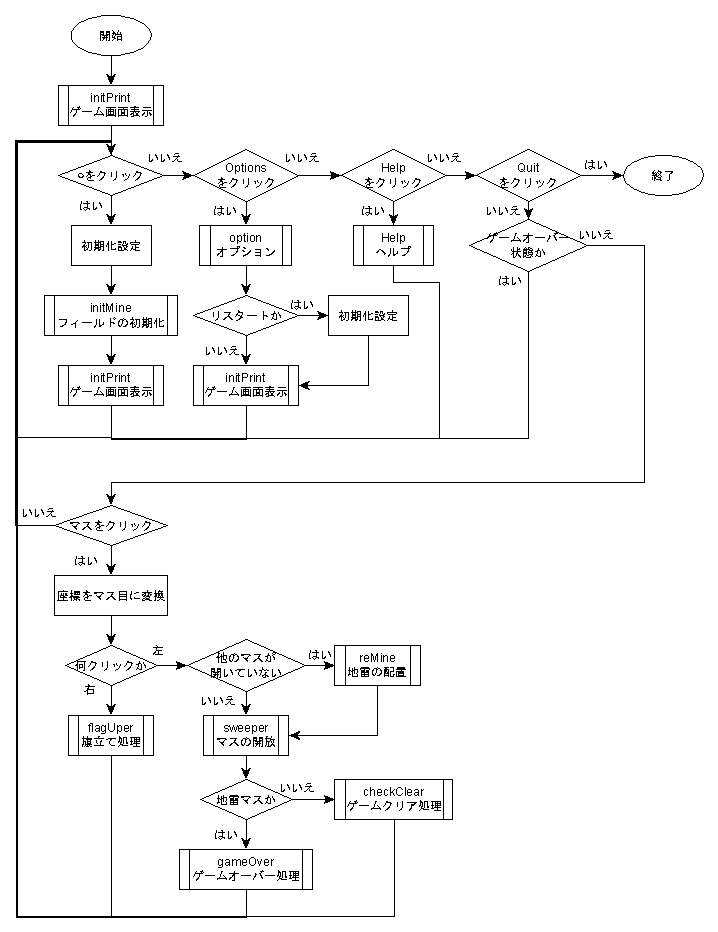 開始
initPrint
ゲーム画面表示
oをクリック
いいえ
はい
Options
をクリック
いいえ
はい
Help
をクリック
いいえ
はい
Quit
をクリック
はい
いいえ
終了
初期化設定
option
オプション
Help
ヘルプ
ゲームオーバー
状態か
いいえ
はい
initMine
フィールドの初期化
リスタートか
はい
いいえ
初期化設定
initPrint
ゲーム画面表示
initPrint
ゲーム画面表示
いいえ
マスをクリック
はい
座標をマス目に変換
何クリックか
左
右
他のマスが
開いていない
はい
いいえ
reMine
地雷の配置
flagUper
旗立て処理
sweeper
マスの開放
地雷マスか
いいえ
はい
checkClear
ゲームクリア処理
gameOver
ゲームオーバー処理